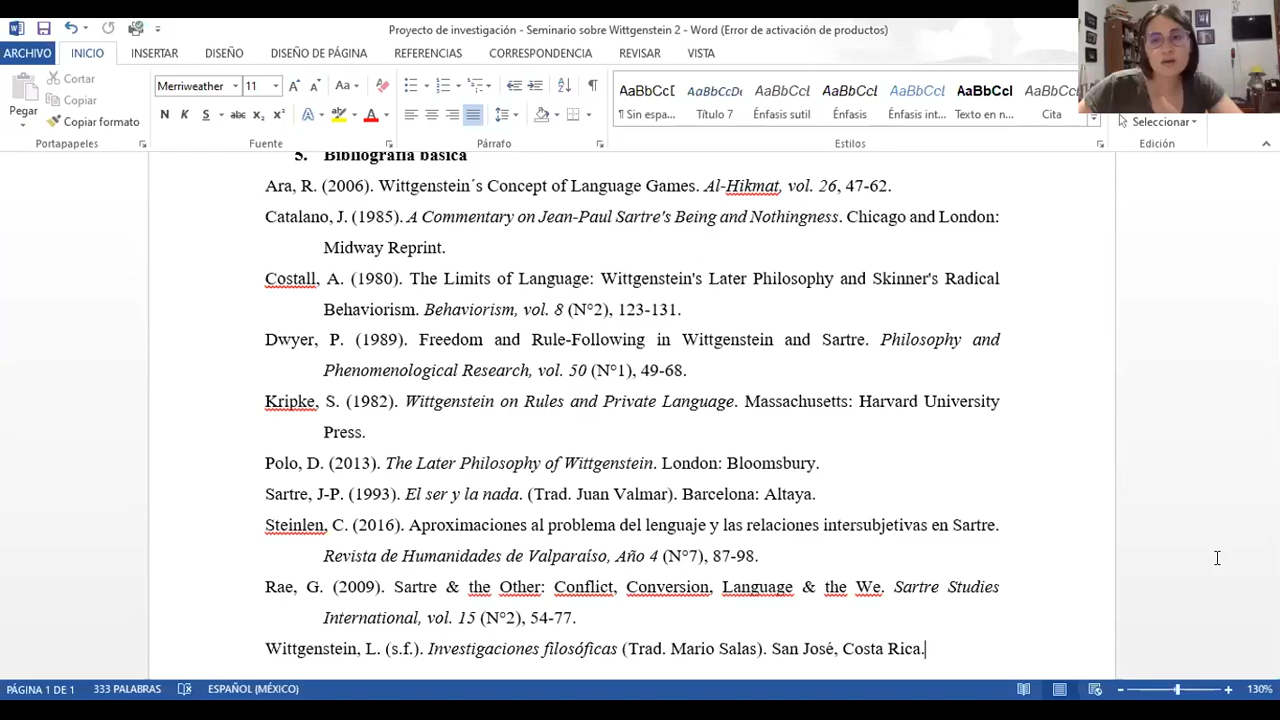 Proyecto de investigación - Seminario sobre Wittgenstein 2 - Word (Error de activación de productos)
ARCHIVO INICIO INSERTAR DISEÑO DISEÑO DE PÁGINA REFERENCIAS CORRESPONDENCIA REVISAR VISTA
Pegar
Cortar
Copiar
Copiar formato
Portapapeles
Merriweather 11
N K S abc x₂ x²
Fuente
Párrafo
AaBbCcD AaBbCcDc AaBbCcL AaBbCcL AaBbCcL AaBbCcl AaBbCcL
¶ Sin espa... Título 7 Énfasis sutil Énfasis Énfasis int... Texto en n... Cita
Estilos
Seleccionar
Edición
5. Bibliografía básica
Ara, R. (2006). Wittgenstein´s Concept of Language Games. Al-Hikmat, vol. 26, 47-62.
Catalano, J. (1985). A Commentary on Jean-Paul Sartre's Being and Nothingness. Chicago and London:
Midway Reprint.
Costall, A. (1980). The Limits of Language: Wittgenstein's Later Philosophy and Skinner's Radical
Behaviorism. Behaviorism, vol. 8 (N°2), 123-131.
Dwyer, P. (1989). Freedom and Rule-Following in Wittgenstein and Sartre. Philosophy and
Phenomenological Research, vol. 50 (N°1), 49-68.
Kripke, S. (1982). Wittgenstein on Rules and Private Language. Massachusetts: Harvard University
Press.
Polo, D. (2013). The Later Philosophy of Wittgenstein. London: Bloomsbury.
Sartre, J-P. (1993). El ser y la nada. (Trad. Juan Valmar). Barcelona: Altaya.
Steinlen, C. (2016). Aproximaciones al problema del lenguaje y las relaciones intersubjetivas en Sartre.
Revista de Humanidades de Valparaíso, Año 4 (N°7), 87-98.
Rae, G. (2009). Sartre & the Other: Conflict, Conversion, Language & the We. Sartre Studies
International, vol. 15 (N°2), 54-77.
Wittgenstein, L. (s.f.). Investigaciones filosóficas (Trad. Mario Salas). San José, Costa Rica.
PÁGINA 1 DE 1 333 PALABRAS ESPAÑOL (MÉXICO) 130%